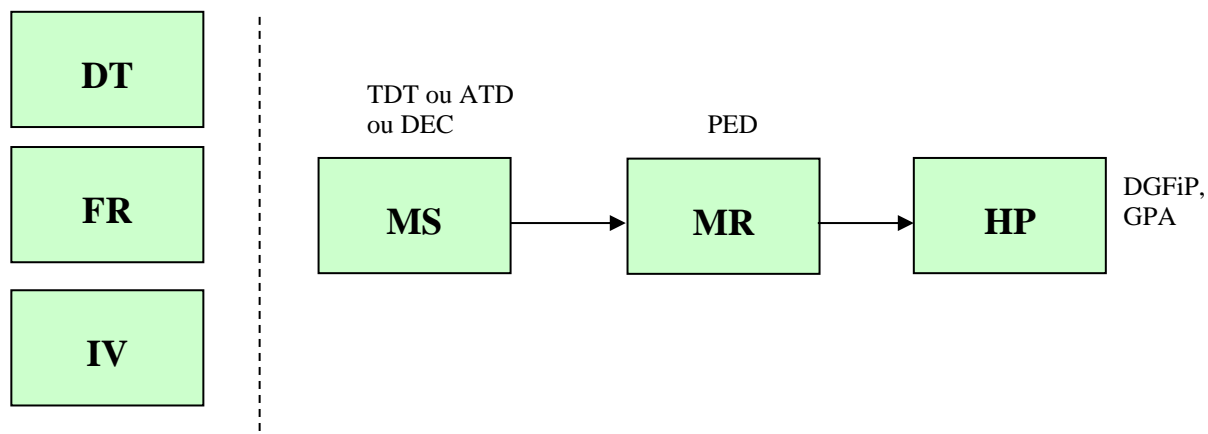 DT
FR
IV
TDT ou ATD
ou DEC
MS
PED
MR
HP
DGFiP,
GPA